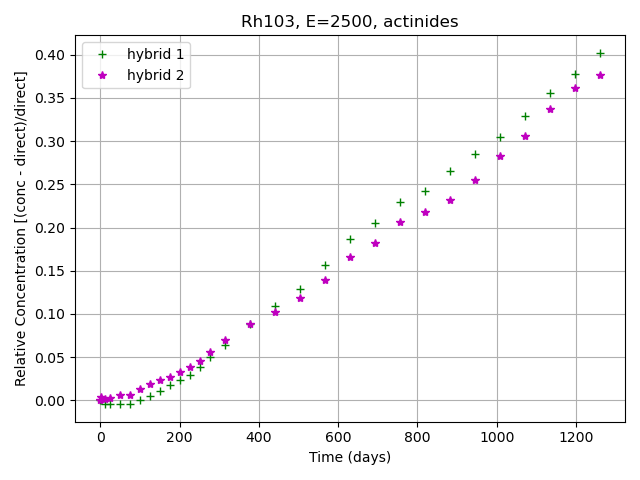 Rh103, E=2500, actinides
hybrid 1
hybrid 2
Relative Concentration [(conc - direct)/direct]
0.40
0.35
0.30
0.25
0.20
0.15
0.10
0.05
0.00
0 200 400 600 800 1000 1200
Time (days)